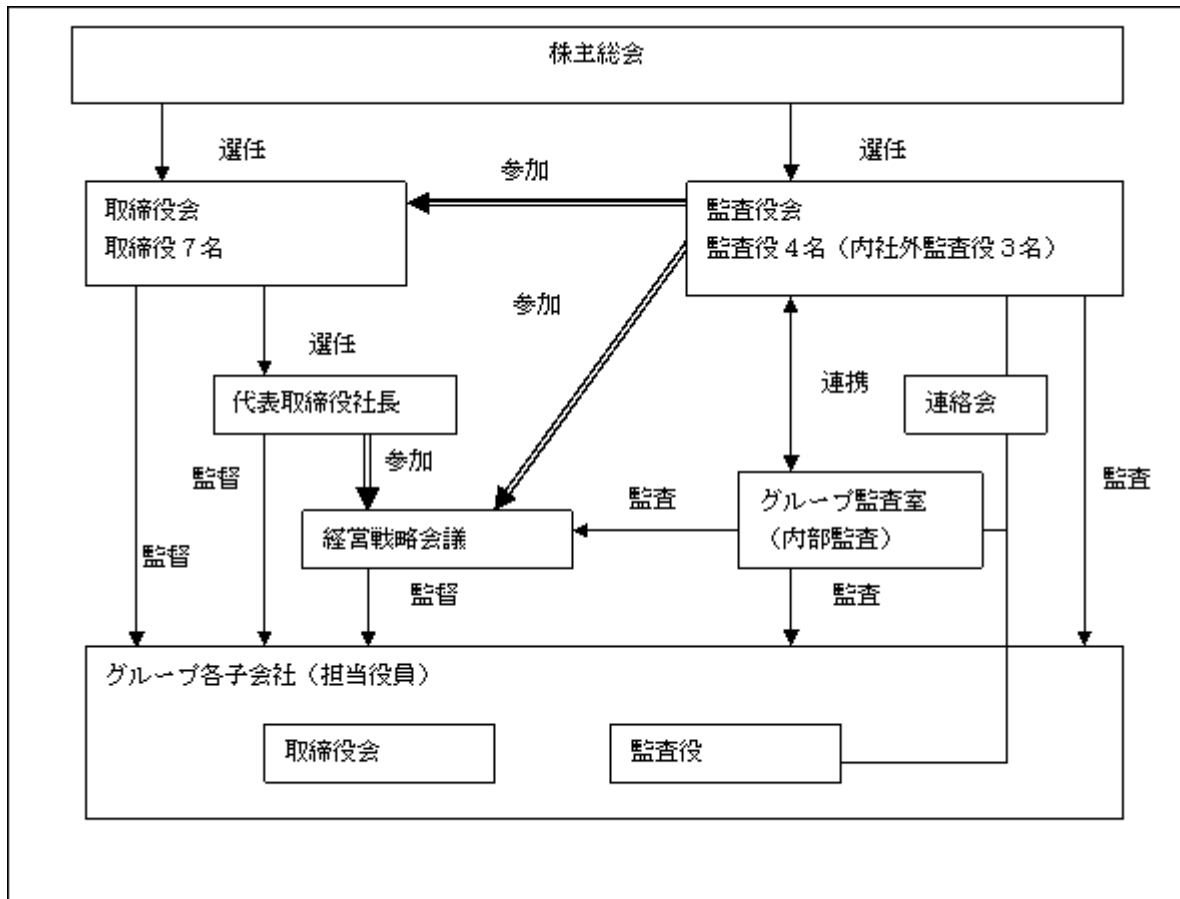 株主総会
選任
選任
参加
取締役会
取締役７名
監査役会
監査役４名（内社外監査役３名）
参加
選任
連携
代表取締役社長
連絡会
参加
監督
監査
監査
グループ監査室
（内部監査）
経営戦略会議
監督
監督
監査
グループ各子会社（担当役員）
取締役会
監査役